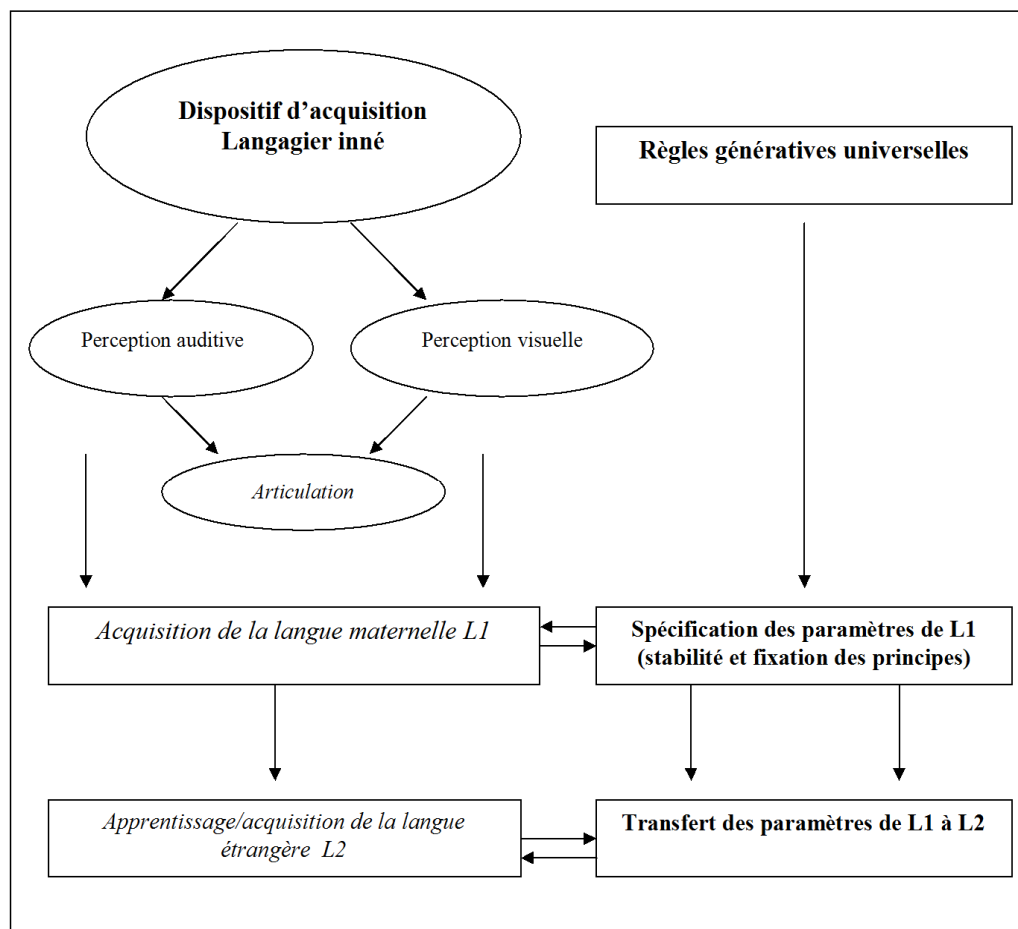 Dispositif d’acquisition
Langagier inné
Règles génératives universelles
Perception auditive
Perception visuelle
Articulation
Acquisition de la langue maternelle L1
Spécification des paramètres de L1
(stabilité et fixation des principes)
Apprentissage/acquisition de la langue
étrangère L2
Transfert des paramètres de L1 à L2